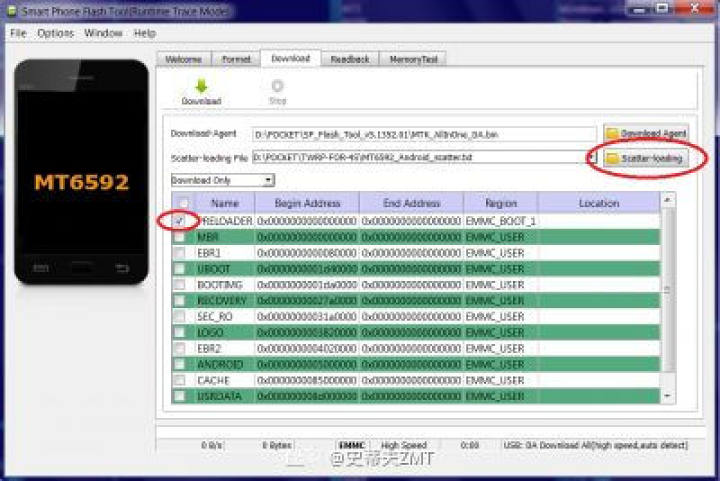 Smart Phone Flash Tool(Runtime Trace Mode)
File Options Window Help
Welcome Format Download Readback MemoryTest
Download Stop
Download-Agent D:\POCKET\SP_Flash_Tool_v5.1352.01\MTK_AllInOne_DA.bin Download Agent
Scatter-loading File D:\POCKET\TWRP-FOR-4S\MT6592_Android_scatter.txt Scatter-loading
Download Only
MT6592
Name Begin Address End Address Region Location
PRELOADER 0x0000000000000000 0x0000000000000000 EMMC_BOOT_1
MBR 0x0000000000000000 0x0000000000000000 EMMC_USER
EBR1 0x0000000000080000 0x0000000000000000 EMMC_USER
UBOOT 0x0000000001d40000 0x0000000000000000 EMMC_USER
BOOTIMG 0x0000000001da0000 0x0000000000000000 EMMC_USER
RECOVERY 0x00000000027a0000 0x0000000000000000 EMMC_USER
SEC_RO 0x00000000031a0000 0x0000000000000000 EMMC_USER
LOGO 0x0000000003820000 0x0000000000000000 EMMC_USER
EBR2 0x0000000004020000 0x0000000000000000 EMMC_USER
ANDROID 0x0000000005000000 0x0000000000000000 EMMC_USER
CACHE 0x0000000085000000 0x0000000000000000 EMMC_USER
USRDATA 0x000000008d000000 0x0000000000000000 EMMC_USER
0 B/s 0 Bytes EMMC High Speed 0:00 USB: DA Download All(high speed,auto detect)
@史蒂夫ZMT